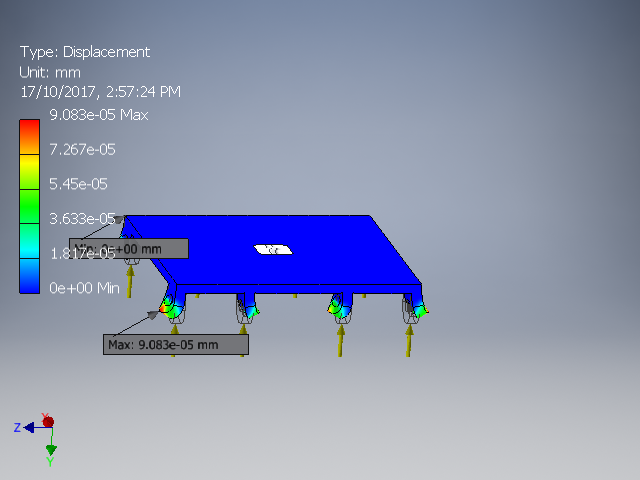 Type: Displacement
Unit: mm
17/10/2017, 2:57:24 PM
9.083e-05 Max
7.267e-05
5.45e-05
3.633e-05
Min: 0e+00 mm
1.817e-05
0e+00 Min
Max: 9.083e-05 mm
X
Z
Y